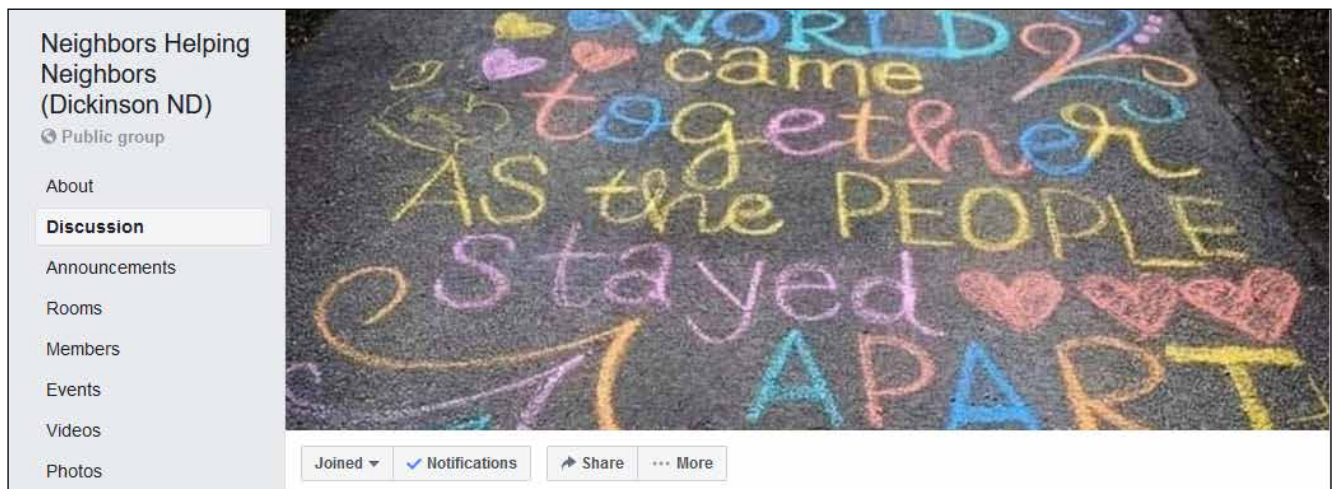 Neighbors Helping
Neighbors
(Dickinson ND)
Public group
About
Discussion
Announcements
Rooms
Members
Events
Videos
Photos
WORLD
came
together
AS the PEOPLE
stayed
APART
Joined
Notifications
Share
More